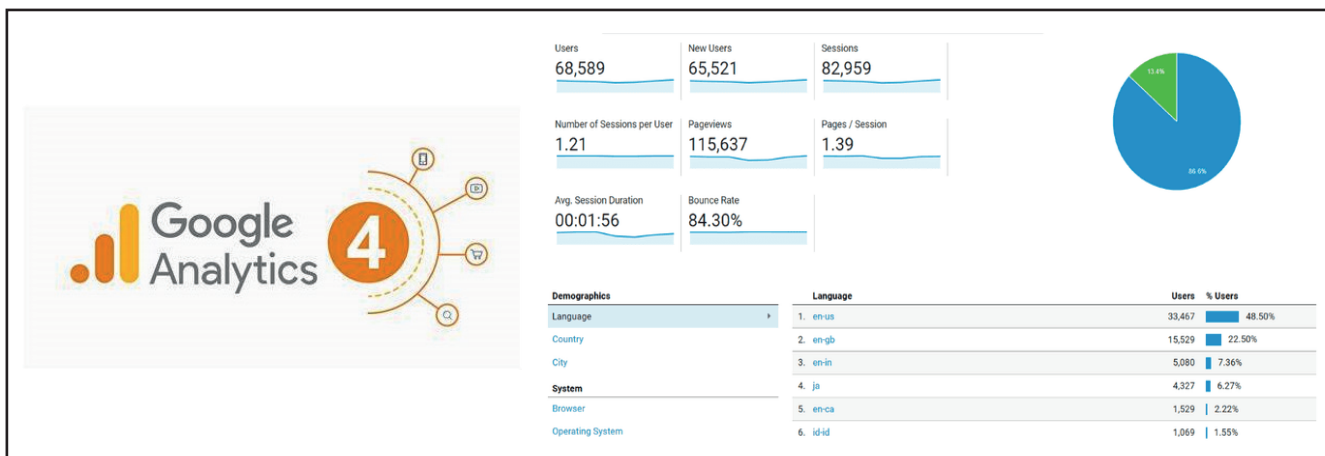 Google
Analytics
4
Users
68,589
New Users
65,521
Sessions
82,959
Number of Sessions per User
1.21
Pageviews
115,637
Pages / Session
1.39
Avg. Session Duration
00:01:56
Bounce Rate
84.30%
13.4%
86.6%
Demographics
Language
Country
City
System
Browser
Operating System
Language Users % Users
1. en-us 33,467 48.50%
2. en-gb 15,529 22.50%
3. en-in 5,080 7.36%
4. ja 4,327 6.27%
5. en-ca 1,529 2.22%
6. id-id 1,069 1.55%